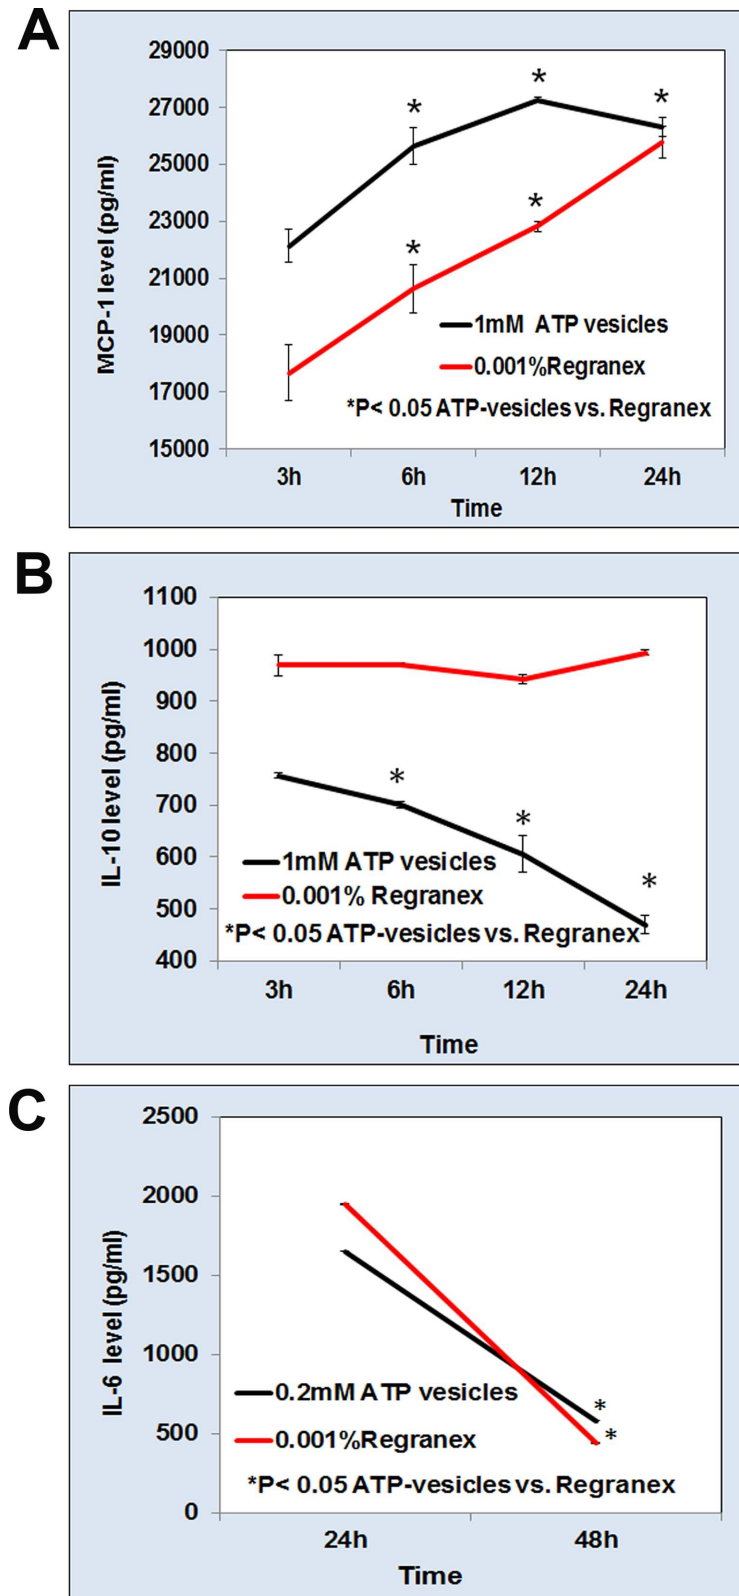 A
29000
27000
25000
23000
21000
19000
17000
15000
MCP-1 level (pg/ml)
*
*
*
*
*
1mM ATP vesicles
0.001%Regranex
*P< 0.05 ATP-vesicles vs. Regranex
3h 6h 12h 24h
Time
B
1100
1000
900
800
700
600
500
400
IL-10 level (pg/ml)
*
*
*
1mM ATP vesicles
0.001% Regranex
*P< 0.05 ATP-vesicles vs. Regranex
3h 6h 12h 24h
Time
C
2500
2000
1500
1000
500
0
IL-6 level (pg/ml)
*
*
0.2mM ATP vesicles
0.001%Regranex
*P< 0.05 ATP-vesicles vs. Regranex
24h 48h
Time